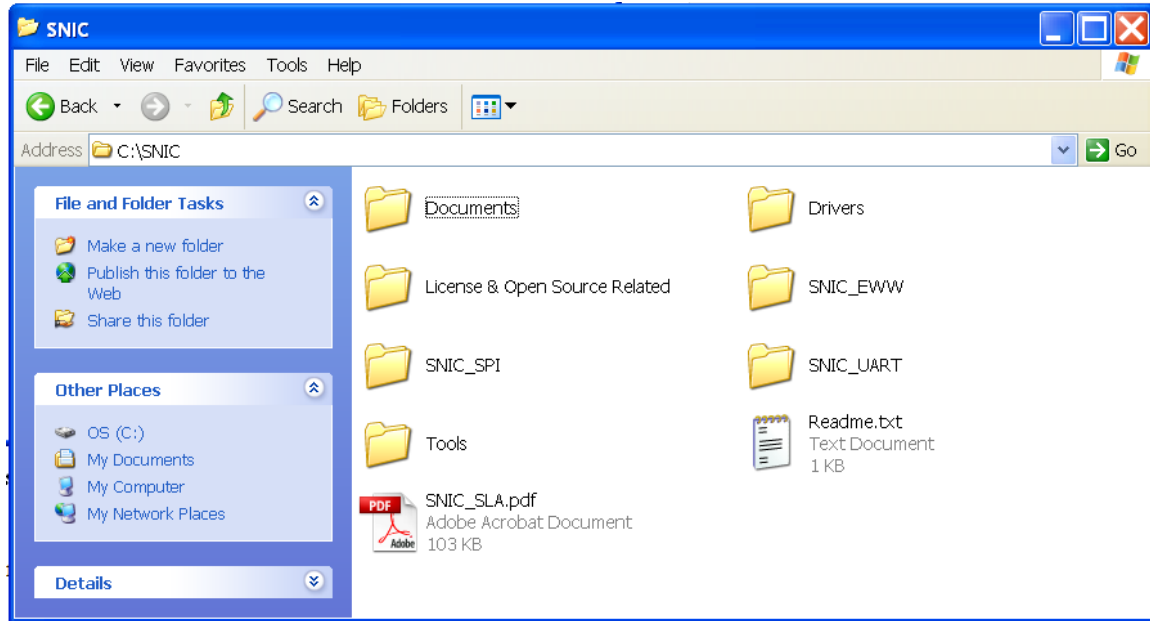 SNIC
File Edit View Favorites Tools Help
Back Search Folders
Address C:\SNIC Go
File and Folder Tasks
Make a new folder
Publish this folder to the
Web
Share this folder
Other Places
OS (C:)
My Documents
My Computer
My Network Places
Details
Documents
Drivers
License & Open Source Related
SNIC_EWW
SNIC_SPI
SNIC_UART
Tools
Readme.txt
Text Document
1 KB
PDF
Adobe
SNIC_SLA.pdf
Adobe Acrobat Document
103 KB